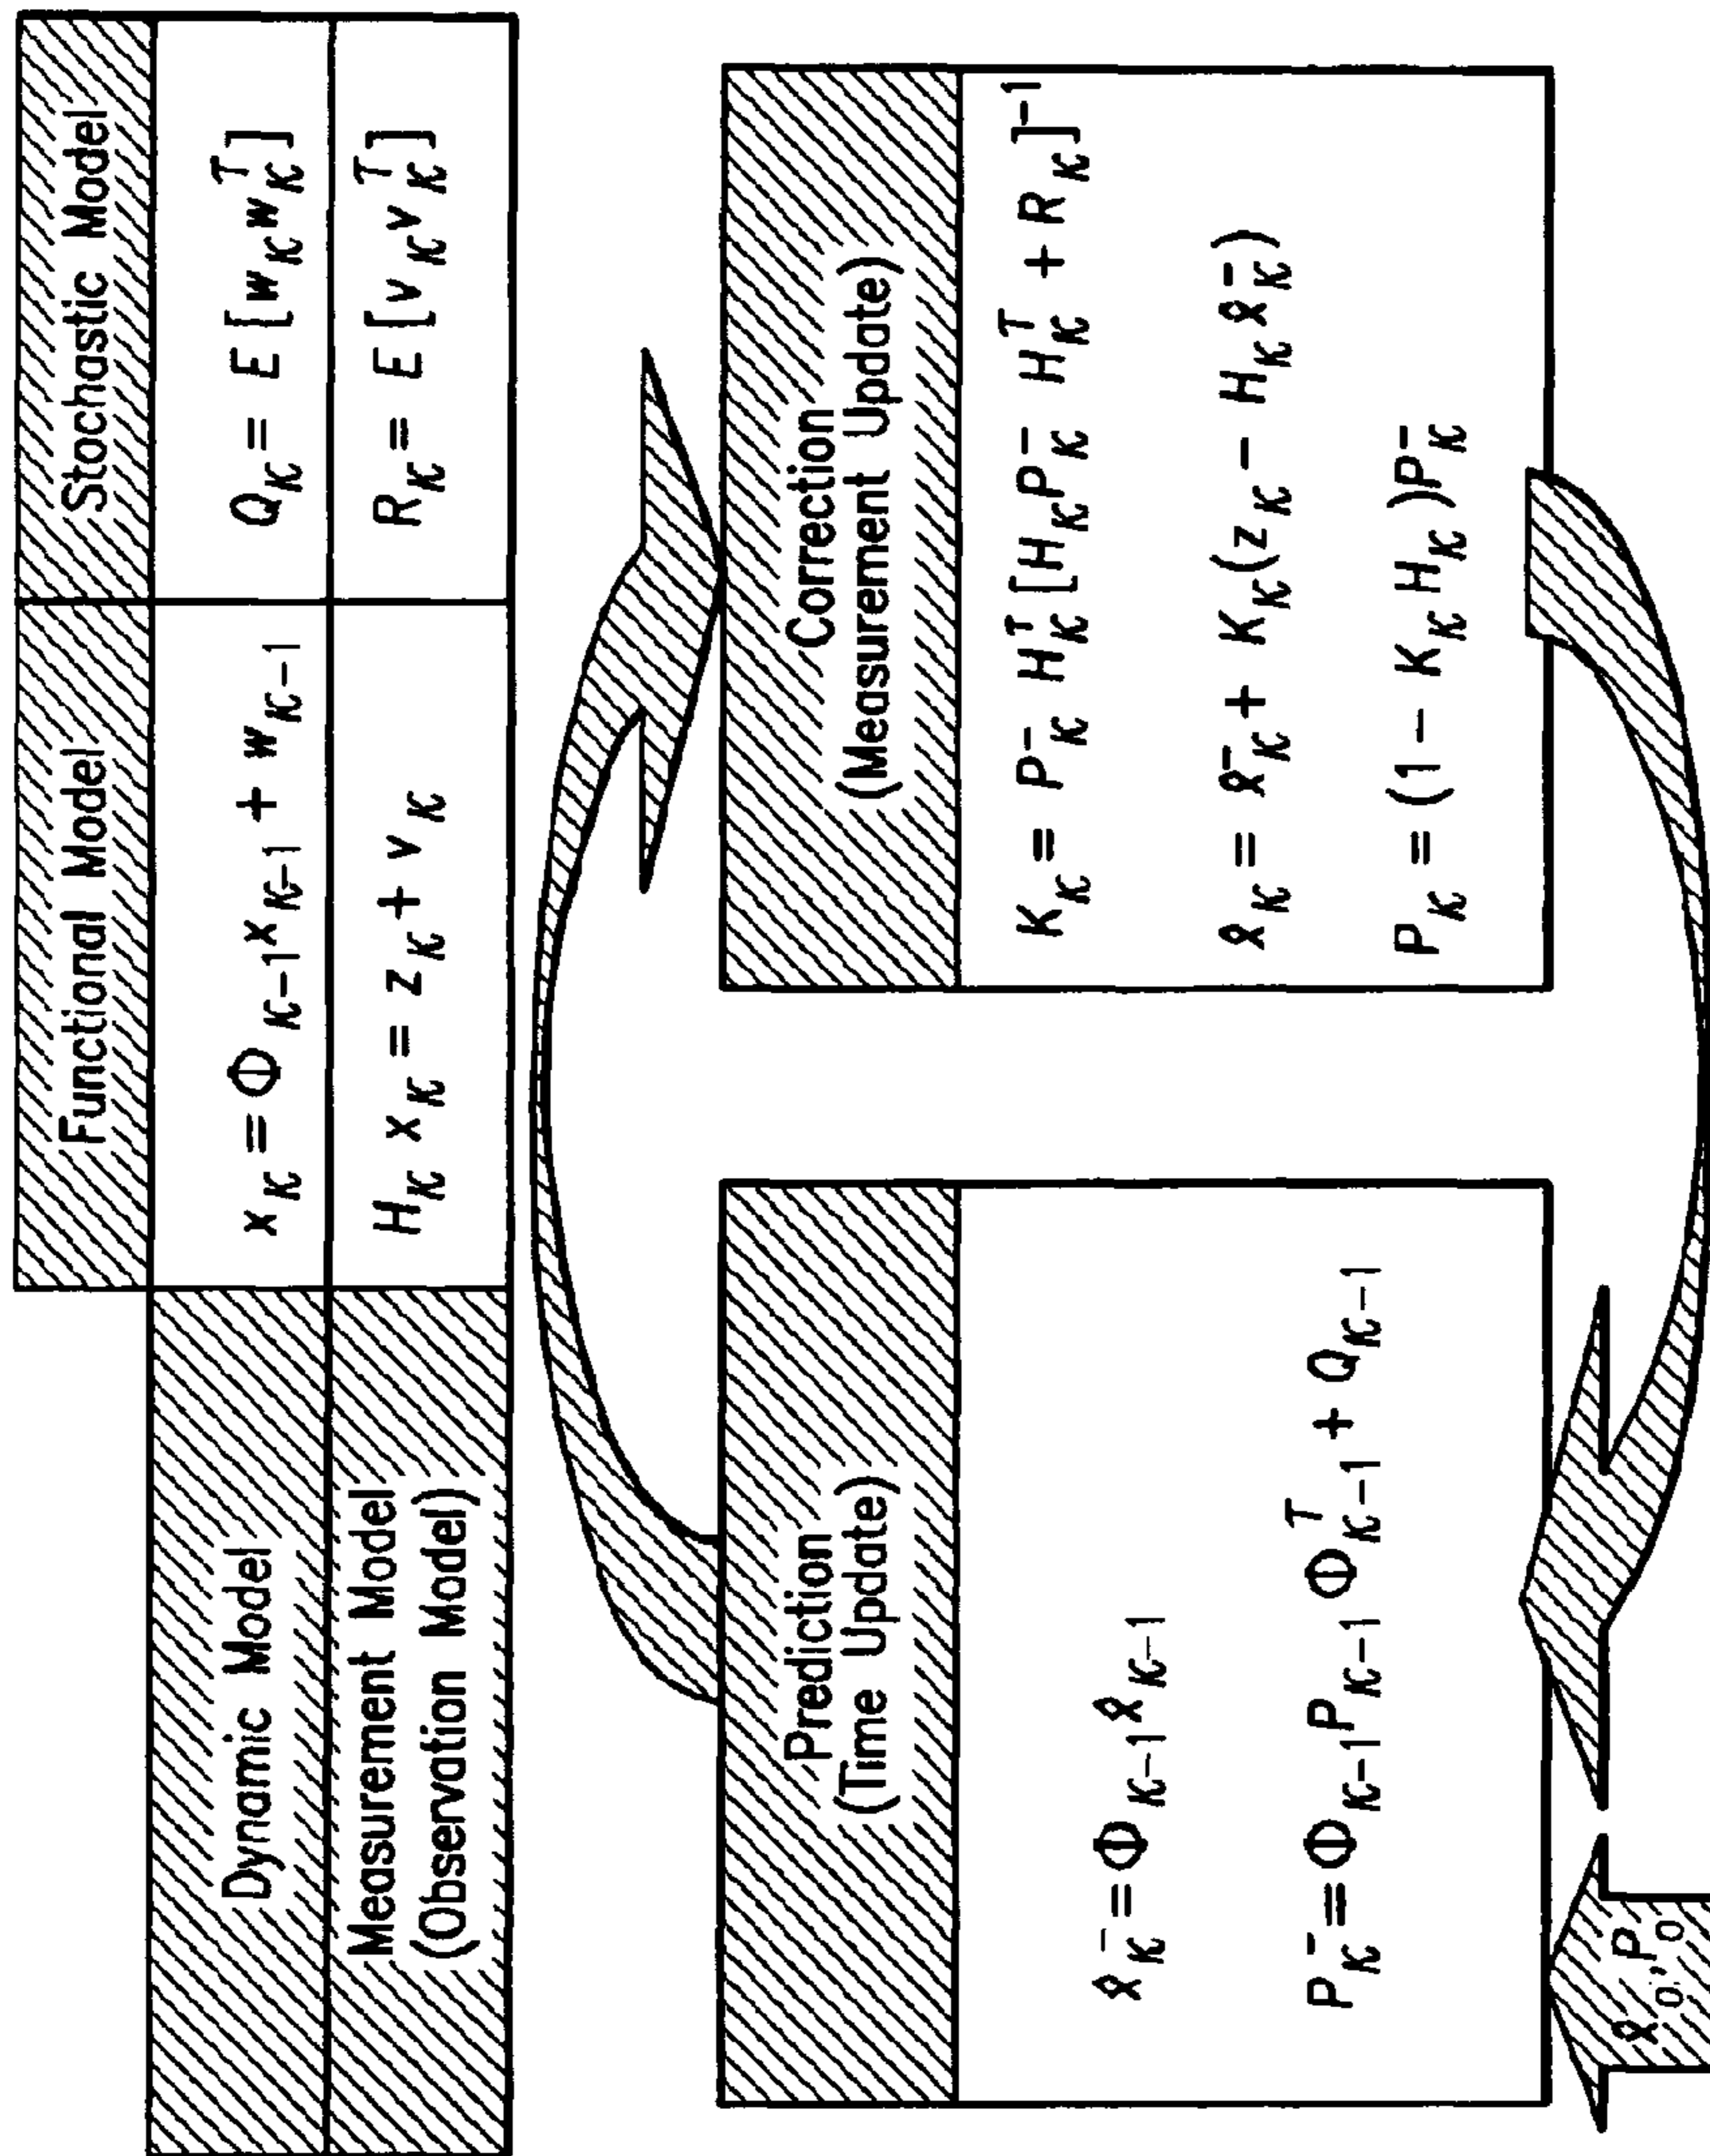 Functional Model
Stochastic Model
Dynamic Model
x_K = Φ_{K-1} x_{K-1} + w_{K-1}
Q_K = E [w_K w_K^T]
Measurement Model
(Observation Model)
H_K x_K = z_K + v_K
R_K = E [v_K v_K^T]
Prediction
(Time Update)
x̂_K^- = Φ_{K-1} x̂_{K-1}
P_K^- = Φ_{K-1} P_{K-1} Φ_{K-1}^T + Q_{K-1}
Correction
(Measurement Update)
K_K = P_K^- H_K^T [H_K P_K^- H_K^T + R_K]^{-1}
x̂_K = x̂_K^- + K_K (z_K - H_K x̂_K^-)
P_K = (1 - K_K H_K) P_K^-
x̂_0, P_0